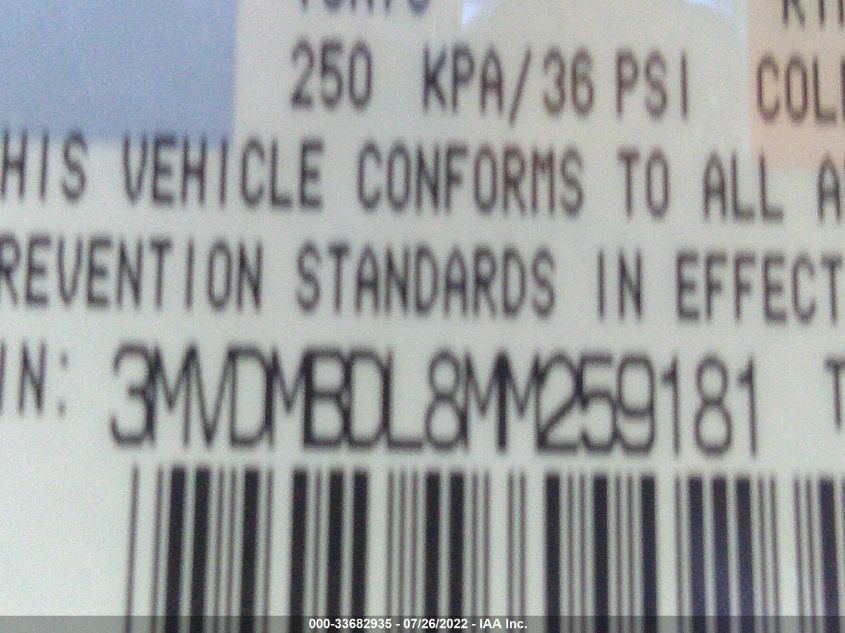 250 KPA/36 PSI COL
HIS VEHICLE CONFORMS TO ALL A
REVENTION STANDARDS IN EFFECT
IN: 3MVDMBDL8MM259181 T
000-33682935 - 07/26/2022 - IAA Inc.